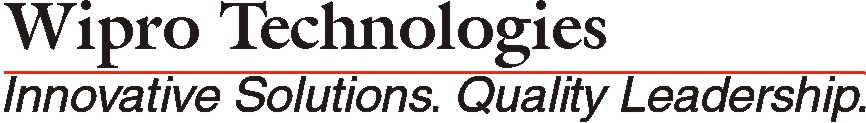 Wipro Technologies
Innovative Solutions. Quality Leadership.